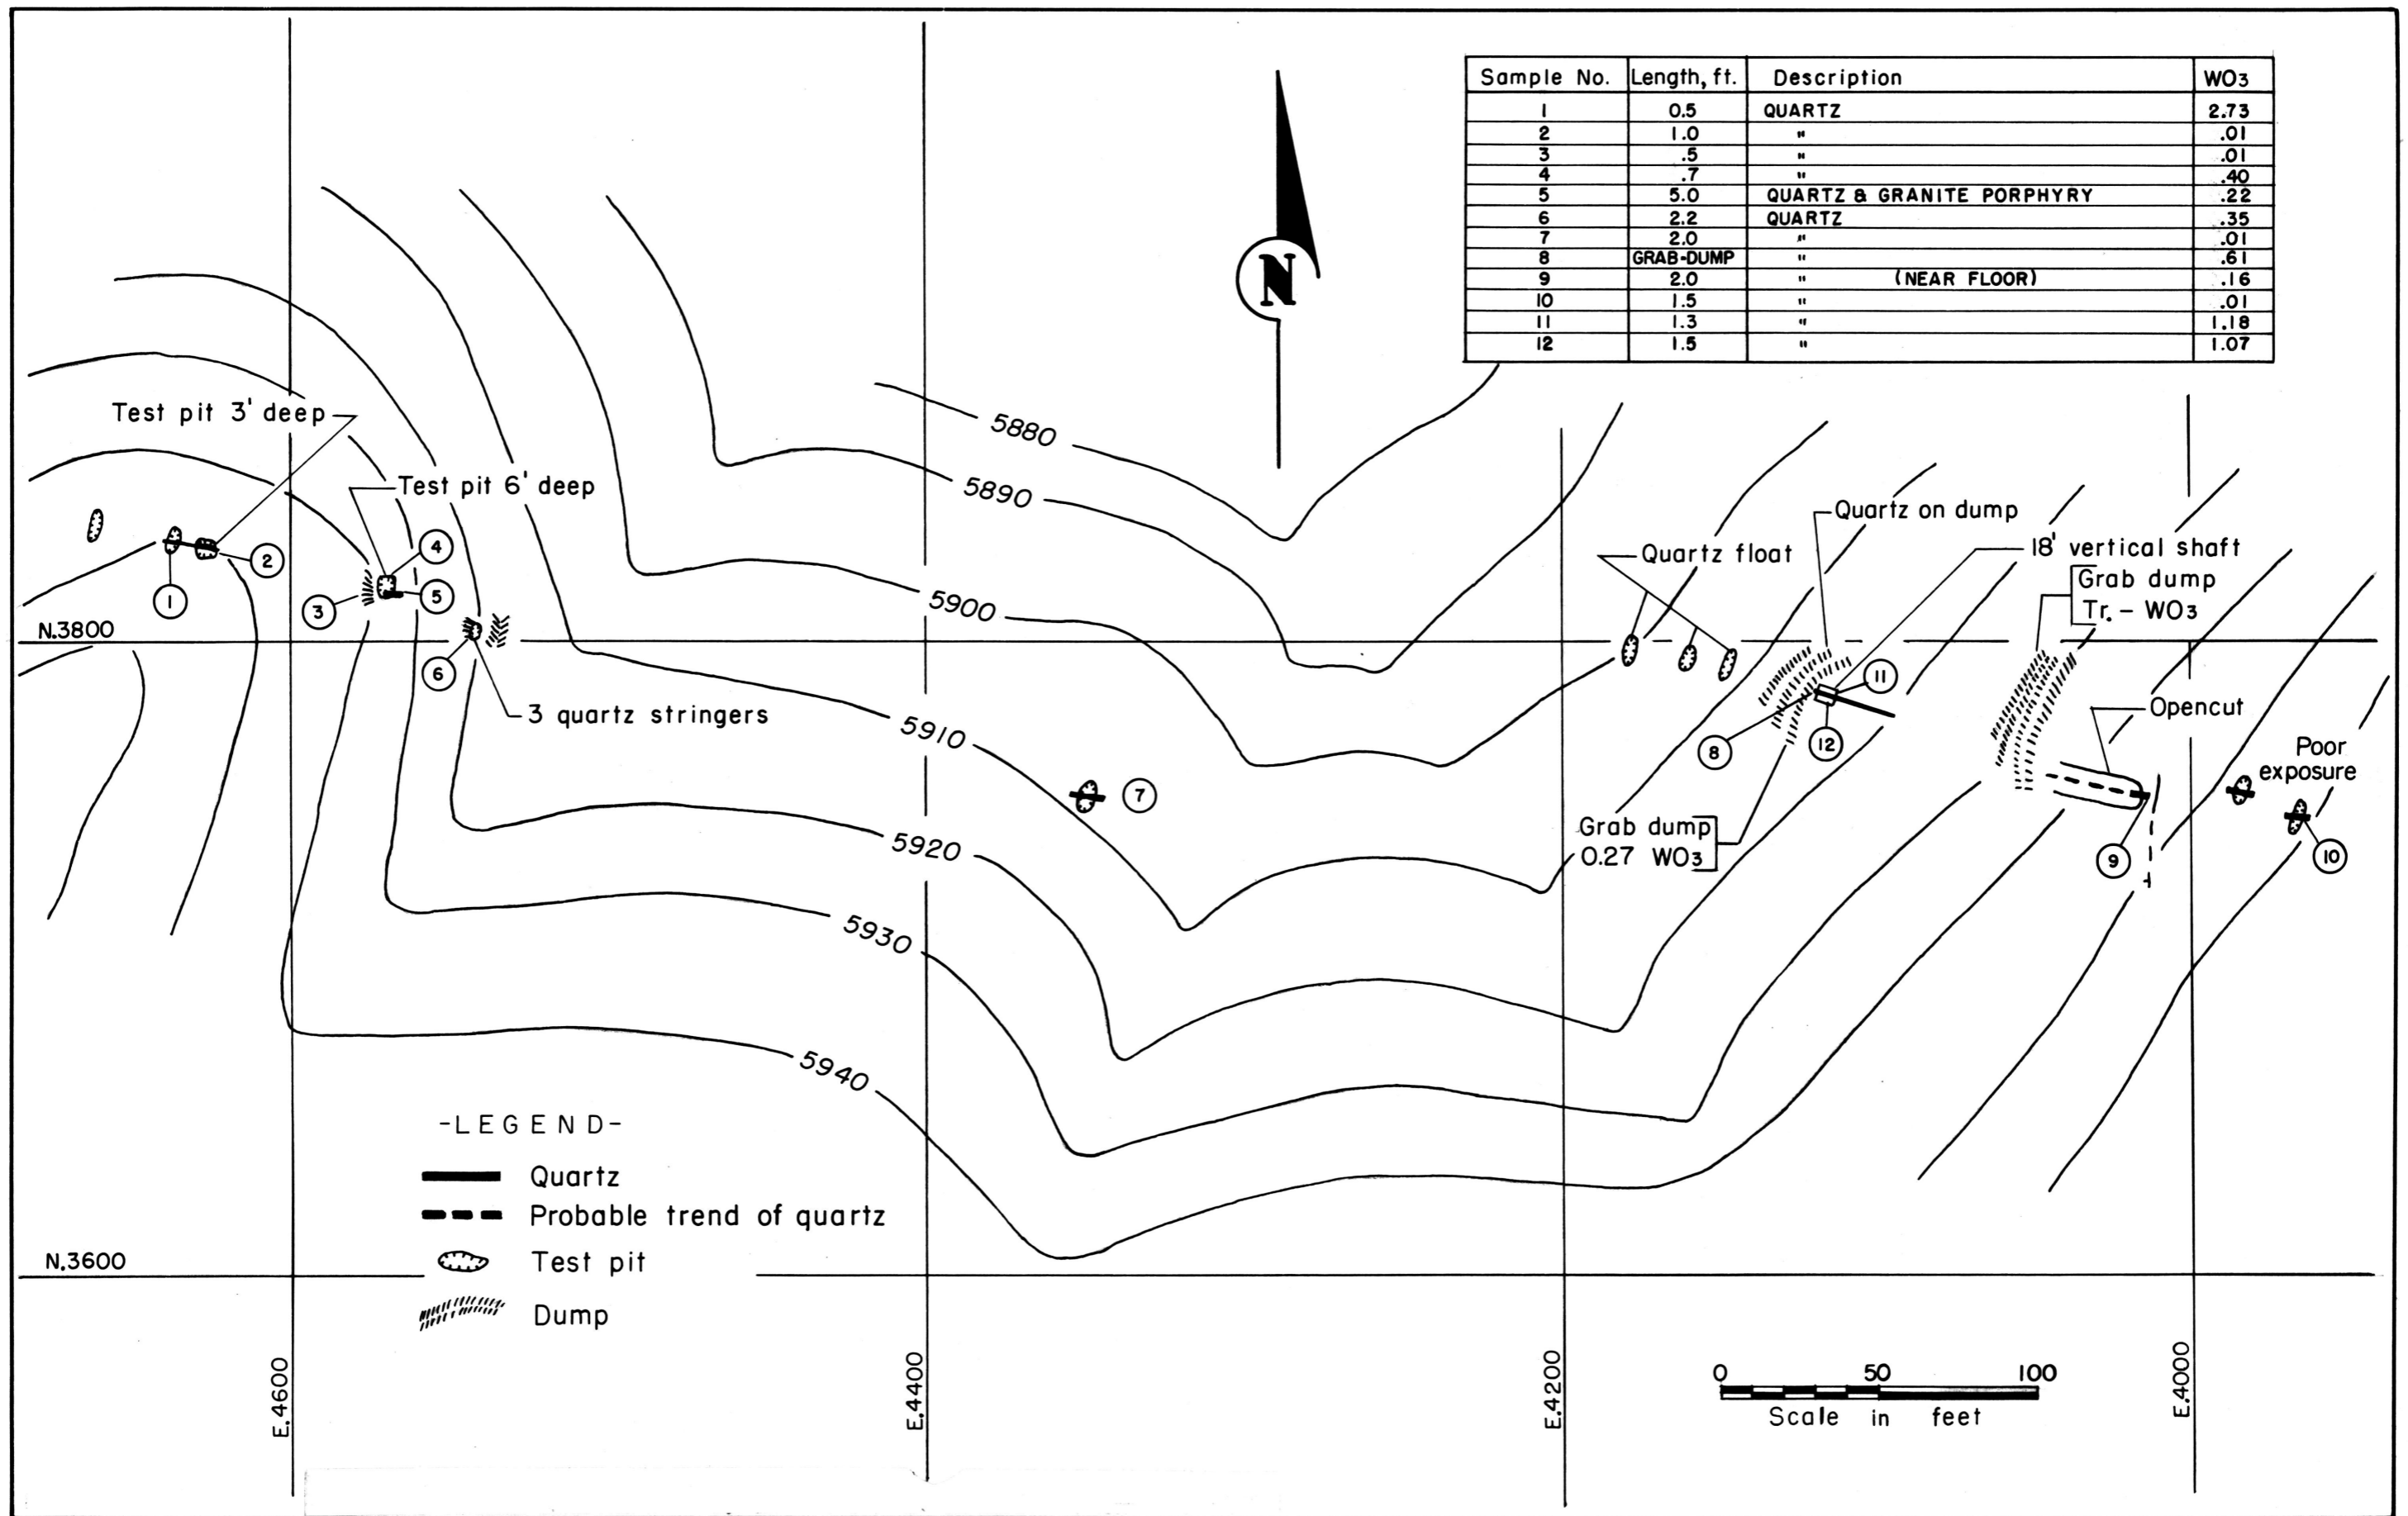 Sample No. Length, ft. Description WO3
1 0.5 QUARTZ 2.73
2 1.0 " .01
3 .5 " .01
4 .7 " .40
5 5.0 QUARTZ & GRANITE PORPHYRY .22
6 2.2 QUARTZ .35
7 2.0 " .01
8 GRAB-DUMP " .61
9 2.0 " (NEAR FLOOR) .16
10 1.5 " .01
11 1.3 " 1.18
12 1.5 " 1.07
N
Test pit 3' deep
Test pit 6' deep
1
2
3
4
5
6
3 quartz stringers
N.3800
5880
5890
5900
5910
5920
5930
5940
7
Quartz float
Quartz on dump
18' vertical shaft
Grab dump
Tr. - WO3
11
8
12
Grab dump
0.27 WO3
Opencut
Poor
exposure
9
10
-LEGEND-
Quartz
Probable trend of quartz
Test pit
Dump
N.3600
E.4600
E.4400
E.4200
E.4000
0 50 100
Scale in feet